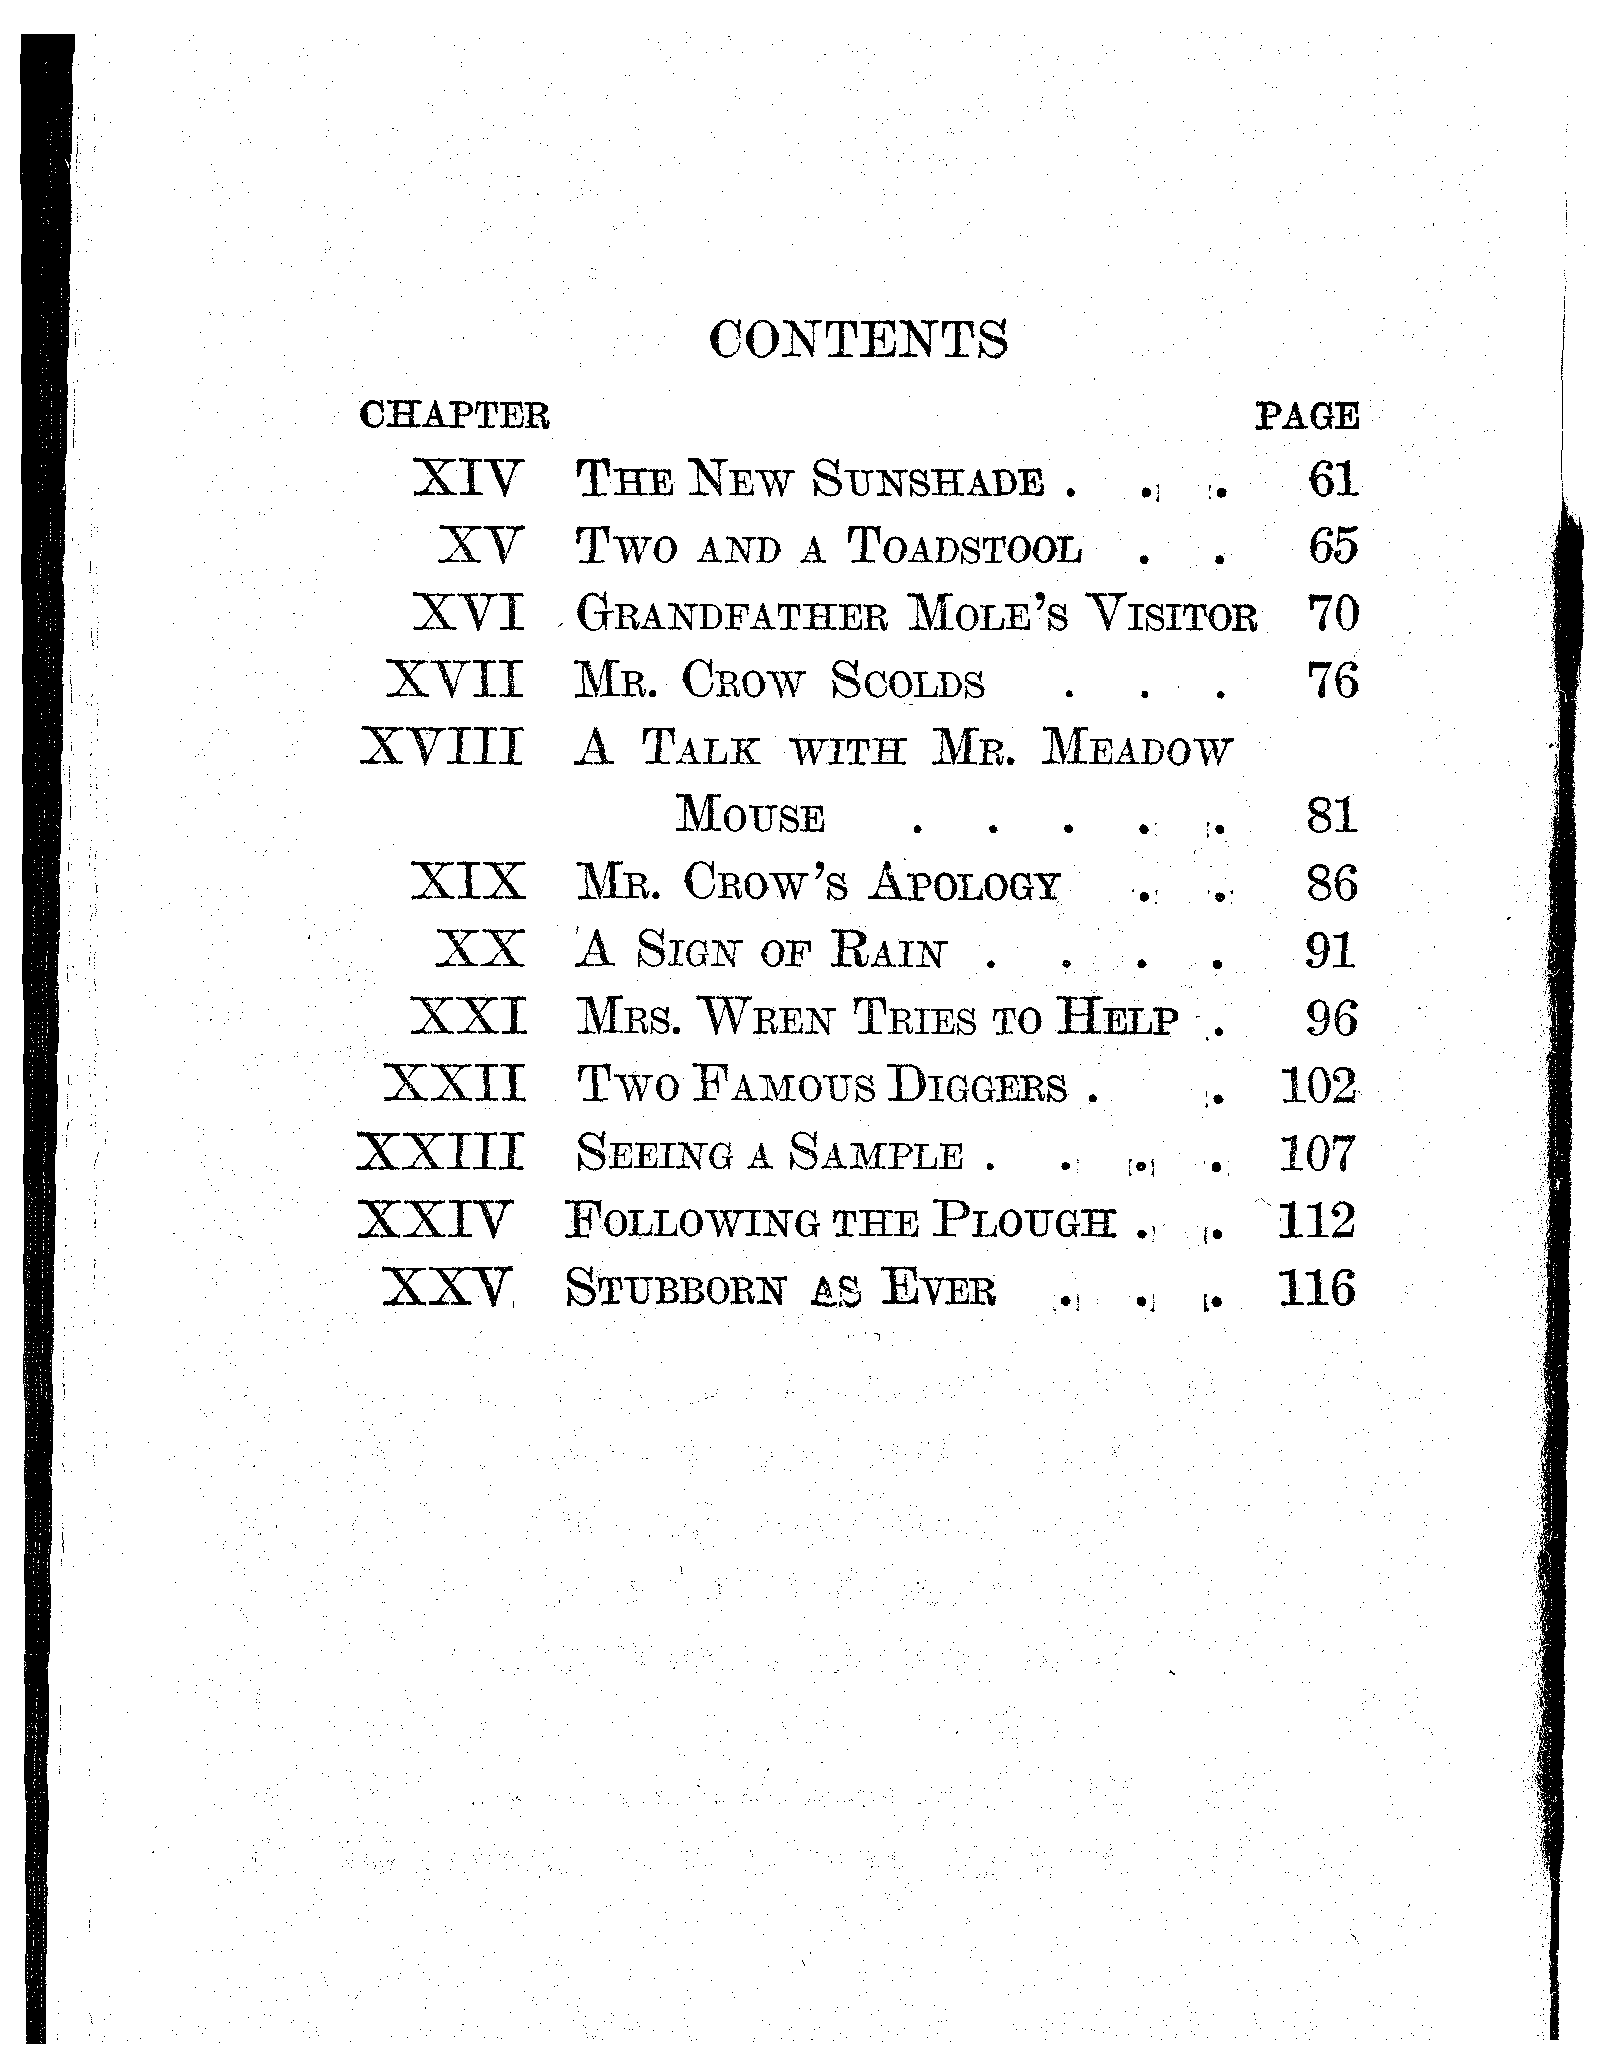 CONTENTS
CHAPTER PAGE
XIV THE NEW SUNSHADE . . . 61
XV TWO AND A TOADSTOOL . . 65
XVI GRANDFATHER MOLE'S VISITOR 70
XVII MR. CROW SCOLDS . . . 76
XVIII A TALK WITH MR. MEADOW
MOUSE . . . . . 81
XIX MR. CROW'S APOLOGY . . 86
XX A SIGN OF RAIN . . . . 91
XXI MRS. WREN TRIES TO HELP . 96
XXII TWO FAMOUS DIGGERS . . 102
XXIII SEEING A SAMPLE . . . . 107
XXIV FOLLOWING THE PLOUGH . . 112
XXV STUBBORN AS EVER . . . 116